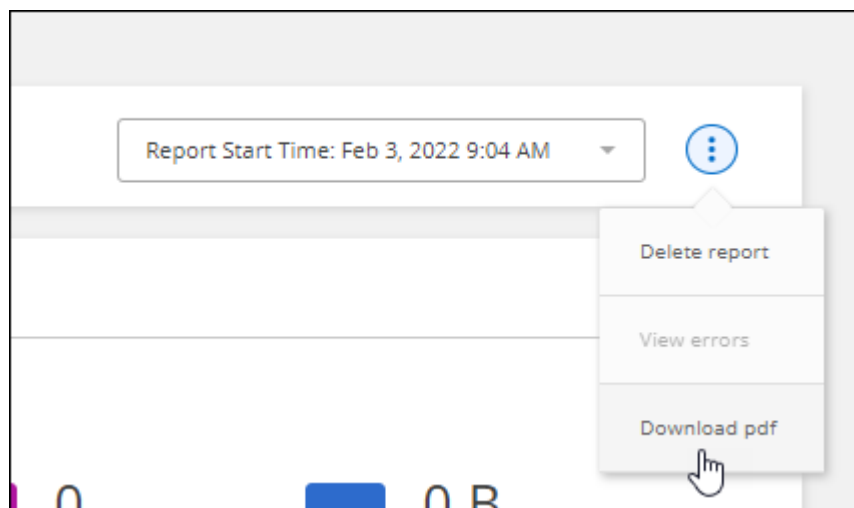 Report Start Time: Feb 3, 2022 9:04 AM
Delete report
View errors
Download pdf
0
0 B